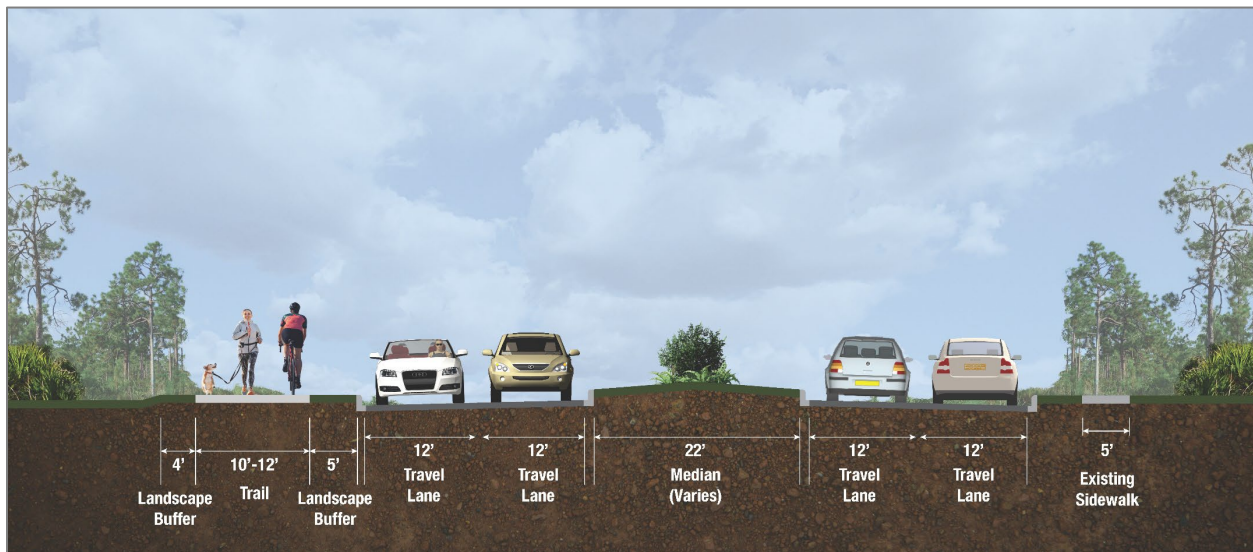 4’
Landscape
Buffer
10’-12’
Trail
5’
Landscape
Buffer
12’
Travel
Lane
12’
Travel
Lane
22’
Median
(Varies)
12’
Travel
Lane
12’
Travel
Lane
5’
Existing
Sidewalk